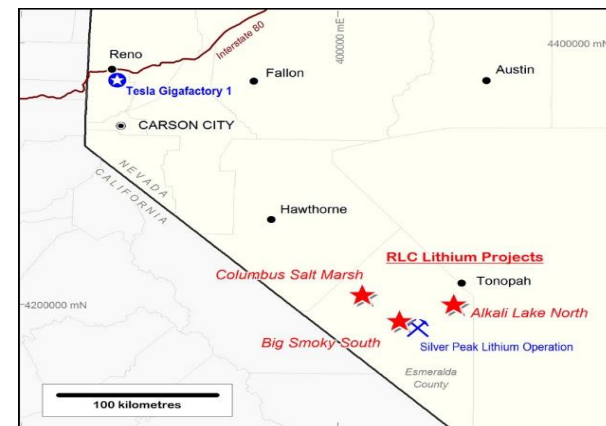 400000 mE
4400000 mN
Reno
Interstate 80
Tesla Gigafactory 1
Fallon
Austin
CARSON CITY
NEVADA
CALIFORNIA
Hawthorne
RLC Lithium Projects
Columbus Salt Marsh
Tonopah
4200000 mN
Alkali Lake North
Big Smoky South
Silver Peak Lithium Operation
Esmeralda
County
100 kilometres